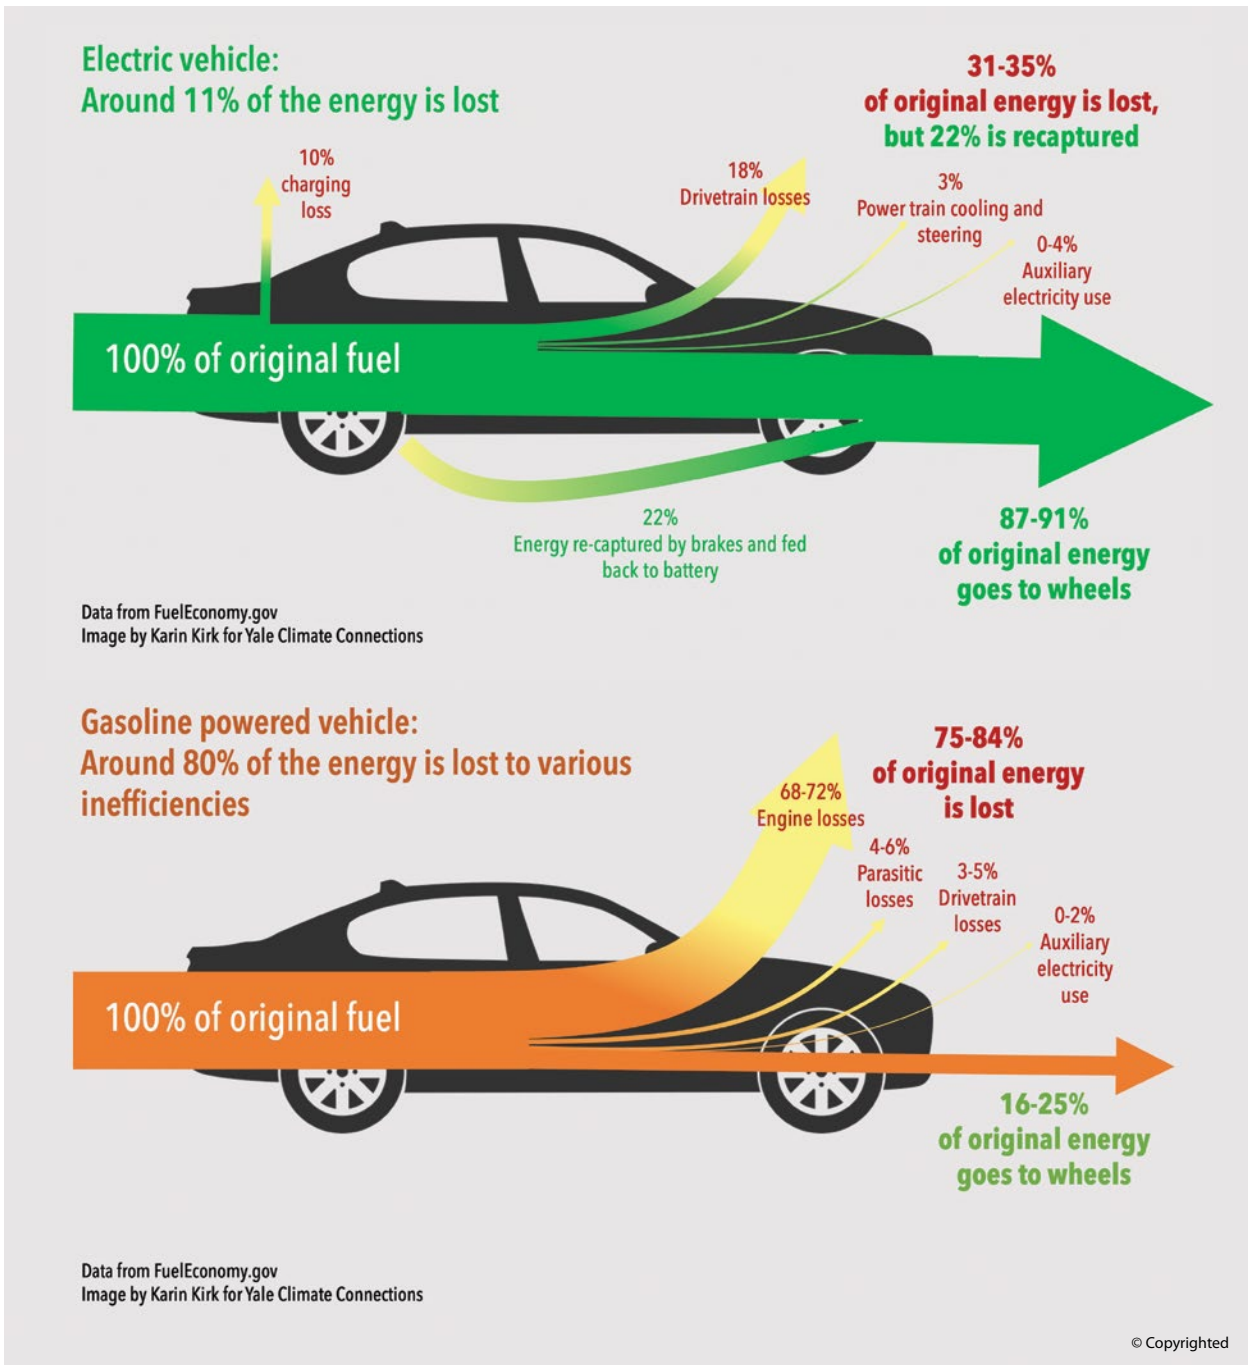 Electric vehicle:
Around 11% of the energy is lost
31-35%
of original energy is lost,
but 22% is recaptured
10%
charging
loss
18%
Drivetrain losses
3%
Power train cooling and
steering
0-4%
Auxiliary
electricity use
100% of original fuel
22%
Energy re-captured by brakes and fed
back to battery
87-91%
of original energy
goes to wheels
Data from FuelEconomy.gov
Image by Karin Kirk for Yale Climate Connections
Gasoline powered vehicle:
Around 80% of the energy is lost to various
inefficiencies
75-84%
of original energy
is lost
68-72%
Engine losses
4-6%
Parasitic
losses
3-5%
Drivetrain
losses
0-2%
Auxiliary
electricity
use
100% of original fuel
16-25%
of original energy
goes to wheels
Data from FuelEconomy.gov
Image by Karin Kirk for Yale Climate Connections
© Copyrighted